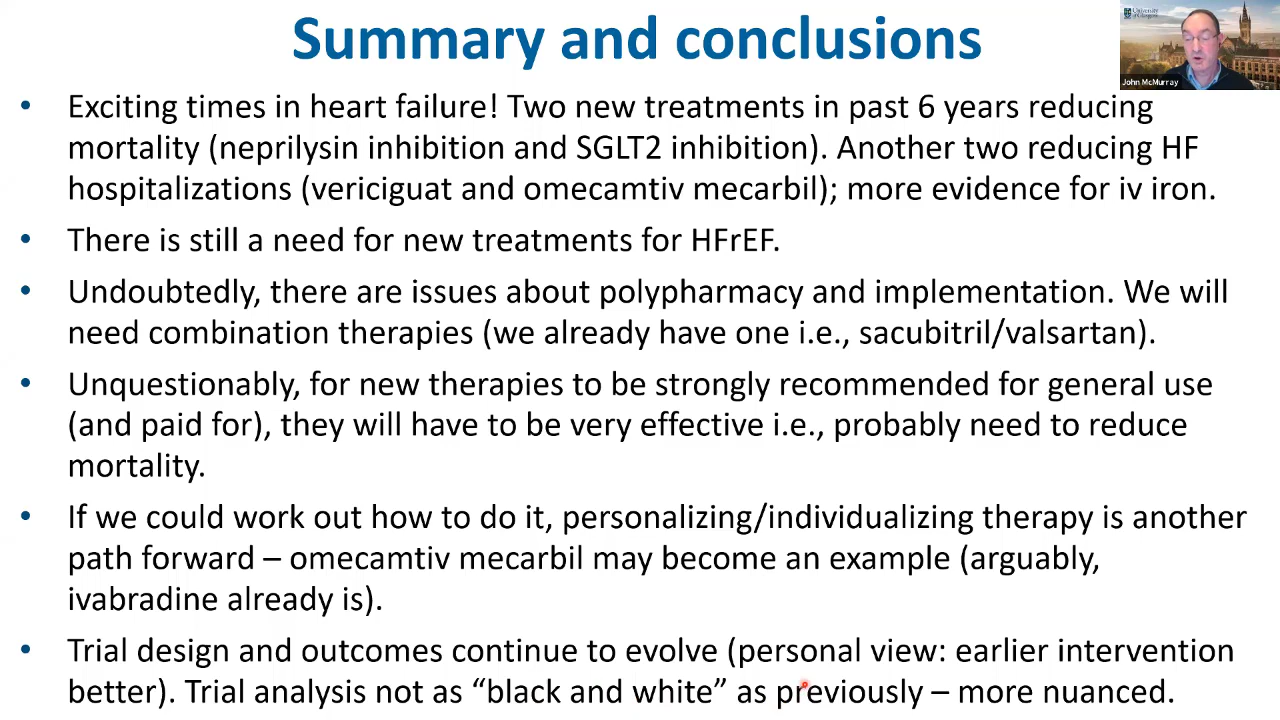 Summary and conclusions
University
of Glasgow
John McMurray
• Exciting times in heart failure! Two new treatments in past 6 years reducing
mortality (neprilysin inhibition and SGLT2 inhibition). Another two reducing HF
hospitalizations (vericiguat and omecamtiv mecarbil); more evidence for iv iron.
• There is still a need for new treatments for HFrEF.
• Undoubtedly, there are issues about polypharmacy and implementation. We will
need combination therapies (we already have one i.e., sacubitril/valsartan).
• Unquestionably, for new therapies to be strongly recommended for general use
(and paid for), they will have to be very effective i.e., probably need to reduce
mortality.
• If we could work out how to do it, personalizing/individualizing therapy is another
path forward – omecamtiv mecarbil may become an example (arguably,
ivabradine already is).
• Trial design and outcomes continue to evolve (personal view: earlier intervention
better). Trial analysis not as “black and white” as previously – more nuanced.